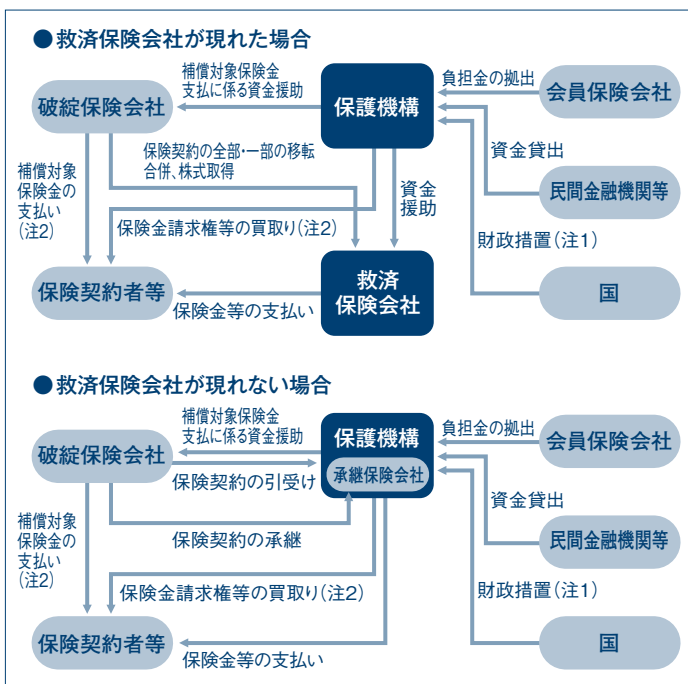 ●救済保険会社が現れた場合
補償対象保険金
支払に係る資金援助
負担金の拠出
破綻保険会社
保護機構
会員保険会社
保険契約の全部・一部の移転
合併、株式取得
資金貸出
補償対象
保険金の
支払い
(注2)
資金
援助
民間金融機関等
保険金請求権等の買取り(注2)
財政措置(注1)
保険契約者等
救済
保険会社
国
保険金等の支払い
●救済保険会社が現れない場合
補償対象保険金
支払に係る資金援助
負担金の拠出
破綻保険会社
保護機構
承継保険会社
会員保険会社
保険契約の引受け
資金貸出
補償対象
保険金の
支払い
(注2)
保険契約の承継
民間金融機関等
保険金請求権等の買取り(注2)
財政措置(注1)
保険契約者等
国
保険金等の支払い